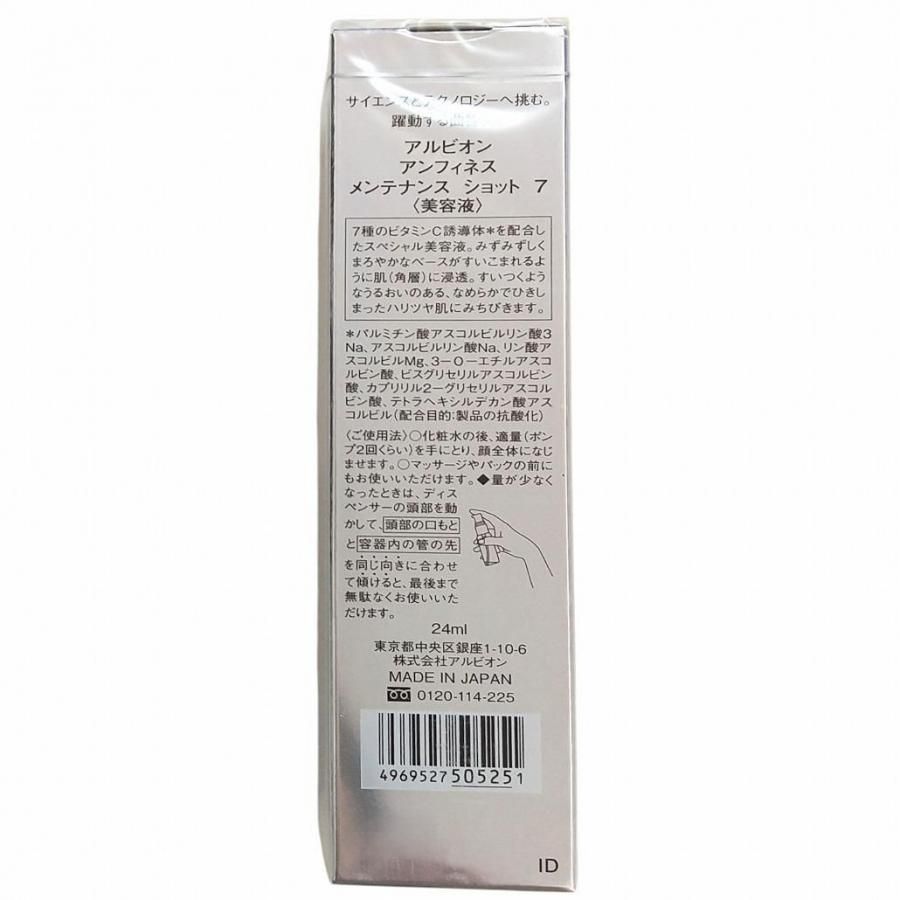 サイエンスとテクノロジーへ挑む。
躍動する
アルビオン
アンフィネス
メンテナンス ショット 7
〈美容液〉
7種のビタミンC誘導体＊を配合し
たスペシャル美容液。みずみずしく
まろやかなベースがすいこまれるよ
うに肌（角層）に浸透。すいつくよう
なうるおいのある、なめらかでひきし
まったハリツヤ肌にみちびきます。
＊パルミチン酸アスコルビルリン酸3
Na、アスコルビルリン酸Na、リン酸ア
スコルビルMg、3－O－エチルアスコ
ルビン酸、ビスグリセリルアスコルビン
酸、カプリリル2－グリセリルアスコル
ビン酸、テトラヘキシルデカン酸アス
コルビル（配合目的：製品の抗酸化）
〈ご使用法〉○化粧水の後、適量（ポン
プ2回くらい）を手にとり、顔全体になじ
ませます。○マッサージやパックの前に
もお使いいただけます。◆量が少なく
なったときは、ディス
ペンサーの頭部を動
かして、頭部の口もと
と容器内の管の先
を同じ向きに合わせ
て傾けると、最後まで
無駄なくお使いいた
だけます。
24ml
東京都中央区銀座1-10-6
株式会社アルビオン
MADE IN JAPAN
0120-114-225
4969527505251
ID